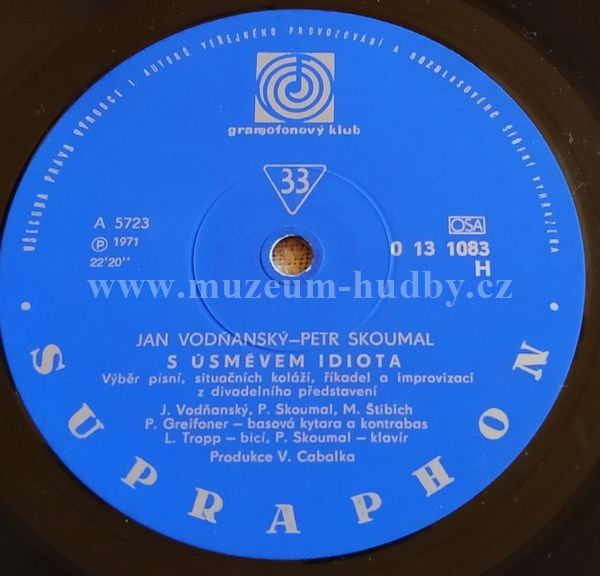 VŠECHNA PRÁVA VÝROBCE I AUTORŮ VEŘEJNÉHO PROVOZOVÁNÍ A ROZHLASOVÉHO ŠÍŘENÍ VYHRAZENA
gramofonový klub
33
A 5723
Ⓟ 1971
22'20''
OSA
0 13 1083
H
www.muzeum-hudby.cz
JAN VODŇANSKÝ–PETR SKOUMAL
S ÚSMĚVEM IDIOTA
Výběr písní, situačních koláží, říkadel a improvizací
z divadelního představení
J. Vodňanský, P. Skoumal, M. Štibich
P. Greifoner – basová kytara a kontrabas
L. Tropp – bicí, P. Skoumal – klavír
Produkce V. Cabalka
• SUPRAPHON •